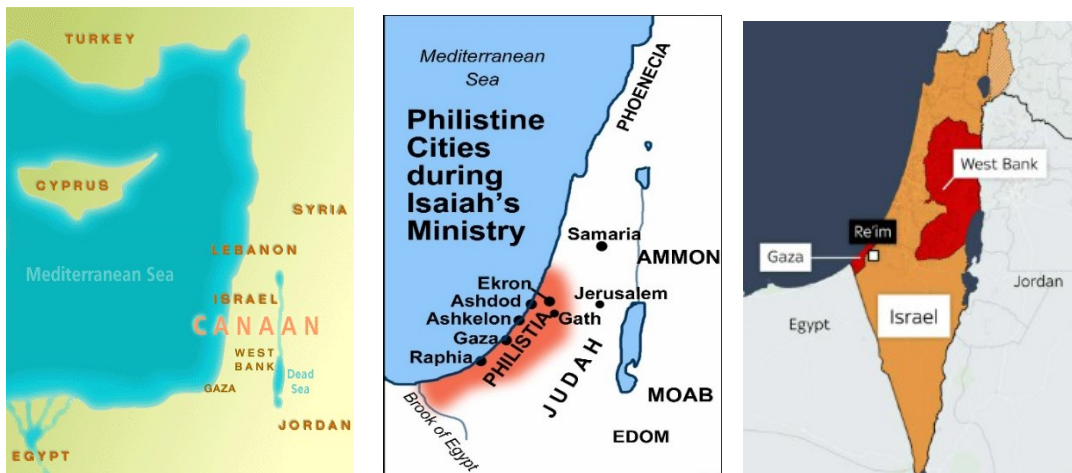 TURKEY
CYPRUS
SYRIA
LEBANON
Mediterranean Sea
ISRAEL
CANAAN
WEST
BANK
Dead
Sea
GAZA
JORDAN
EGYPT
Mediterranean
Sea
PHOENECIA
Philistine
Cities
during
Isaiah's
Ministry
Samaria
AMMON
Ekron
Ashdod
Jerusalem
Ashkelon
Gath
Gaza
PHILISTIA
Raphia
JUDAH
MOAB
Brook of Egypt
EDOM
West Bank
Re'im
Gaza
Jordan
Egypt
Israel